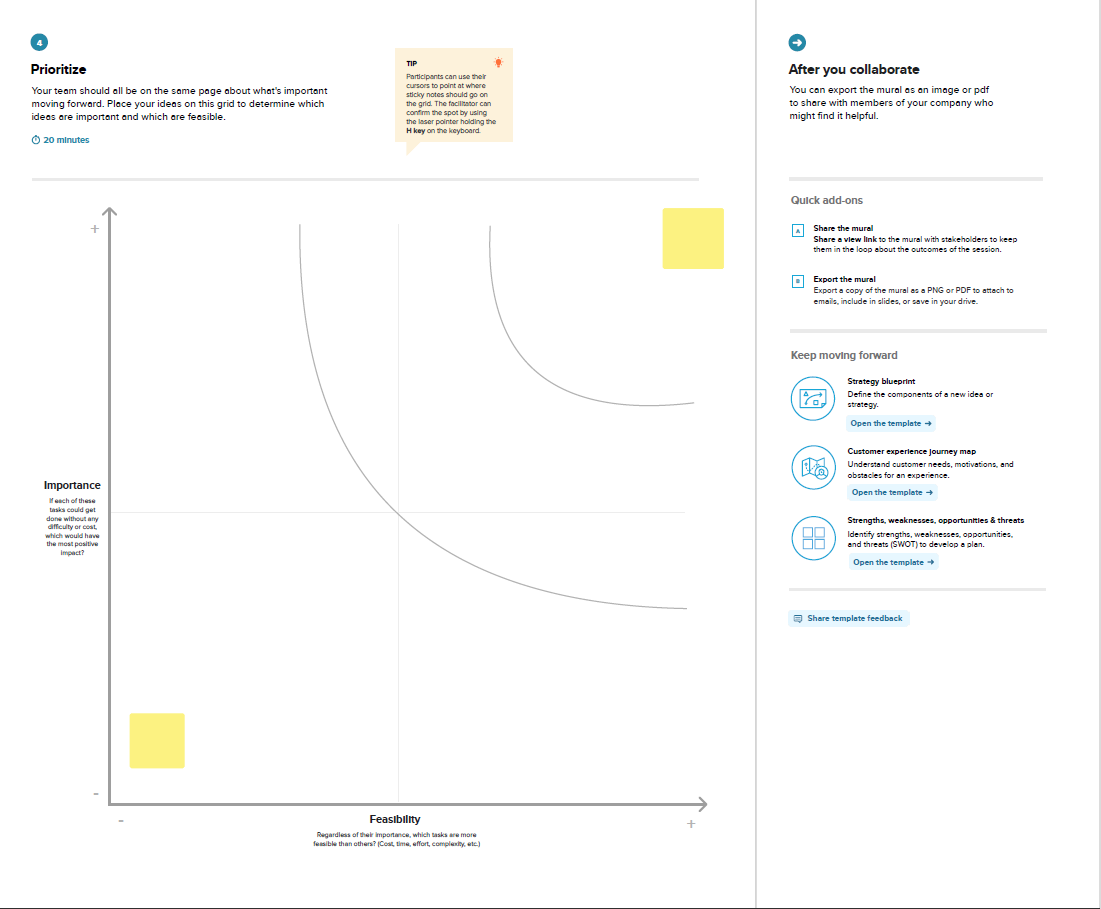 4
Prioritize
Your team should all be on the same page about what's important
moving forward. Place your ideas on this grid to determine which
ideas are important and which are feasible.
20 minutes
TIP
Participants can use their
cursors to point at where
sticky notes should go on
the grid. The facilitator can
confirm the spot by using
the laser pointer holding the
H key on the keyboard.
+
Importance
If each of these
tasks could get
done without any
difficulty or cost,
which would have
the most positive
impact?
-
-
Feasibility
+
Regardless of their importance, which tasks are more
feasible than others? (Cost, time, effort, complexity, etc.)
After you collaborate
You can export the mural as an image or pdf
to share with members of your company who
might find it helpful.
Quick add-ons
A
Share the mural
Share a view link to the mural with stakeholders to keep
them in the loop about the outcomes of the session.
B
Export the mural
Export a copy of the mural as a PNG or PDF to attach to
emails, include in slides, or save in your drive.
Keep moving forward
Strategy blueprint
Define the components of a new idea or
strategy.
Open the template →
Customer experience journey map
Understand customer needs, motivations, and
obstacles for an experience.
Open the template →
Strengths, weaknesses, opportunities & threats
Identify strengths, weaknesses, opportunities,
and threats (SWOT) to develop a plan.
Open the template →
Share template feedback